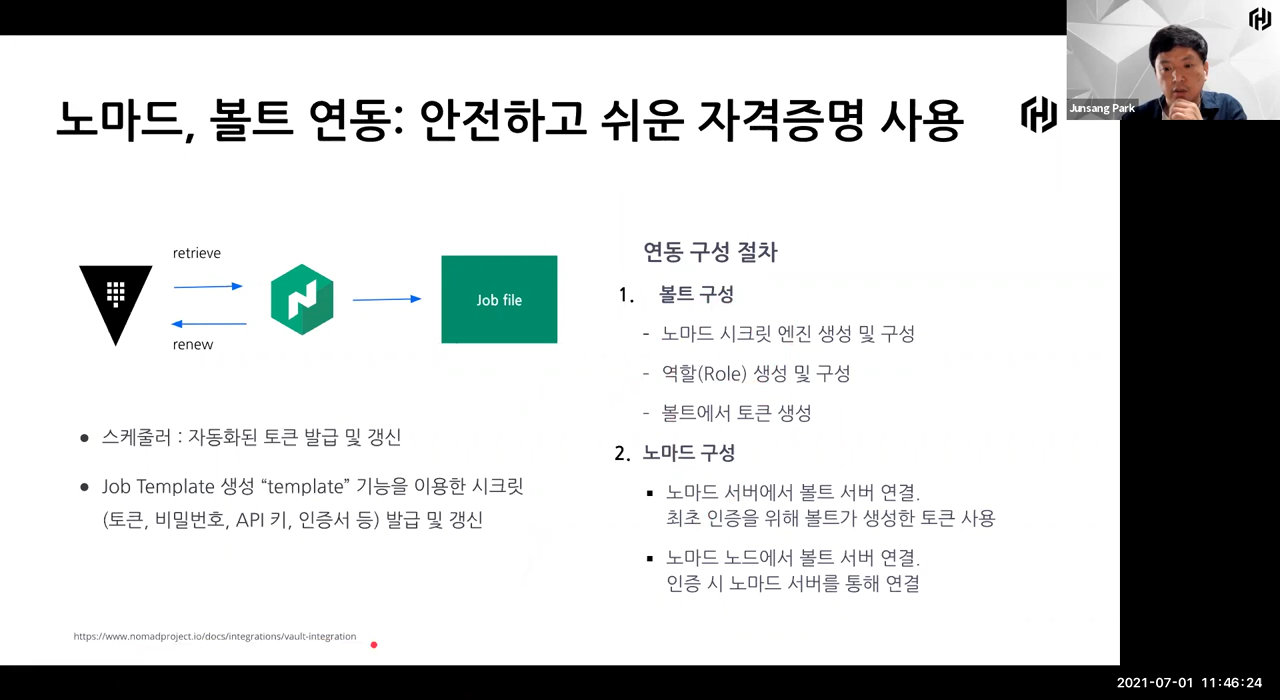 노마드, 볼트 연동: 안전하고 쉬운 자격증명 사용
Junsang Park
retrieve
renew
Job file
● 스케줄러 : 자동화된 토큰 발급 및 갱신
● Job Template 생성 “template” 기능을 이용한 시크릿
(토큰, 비밀번호, API 키, 인증서 등) 발급 및 갱신
연동 구성 절차
1. 볼트 구성
- 노마드 시크릿 엔진 생성 및 구성
- 역할(Role) 생성 및 구성
- 볼트에서 토큰 생성
2. 노마드 구성
▪ 노마드 서버에서 볼트 서버 연결.
최초 인증을 위해 볼트가 생성한 토큰 사용
▪ 노마드 노드에서 볼트 서버 연결.
인증 시 노마드 서버를 통해 연결
https://www.nomadproject.io/docs/integrations/vault-integration
2021-07-01 11:46:24